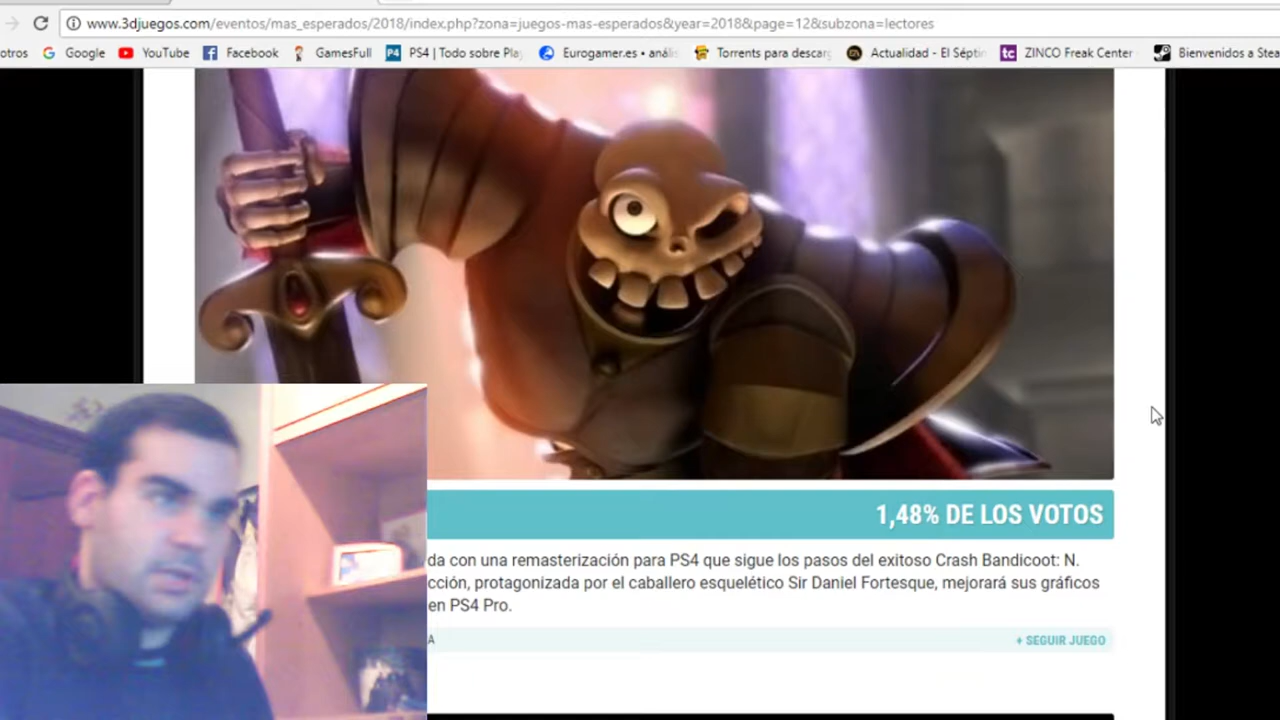 www.3djuegos.com/eventos/mas_esperados/2018/index.php?zona=juegos-mas-esperados&year=2018&page=12&subzona=lectores
otros Google YouTube Facebook GamesFull PS4 | Todo sobre Play Eurogamer.es • anális Torrents para descarg Actualidad - El Séptin ZINCO Freak Center Bienvenidos a Stea
1,48% DE LOS VOTOS
da con una remasterización para PS4 que sigue los pasos del exitoso Crash Bandicoot: N.
cción, protagonizada por el caballero esquelético Sir Daniel Fortesque, mejorará sus gráficos
en PS4 Pro.
A + SEGUIR JUEGO